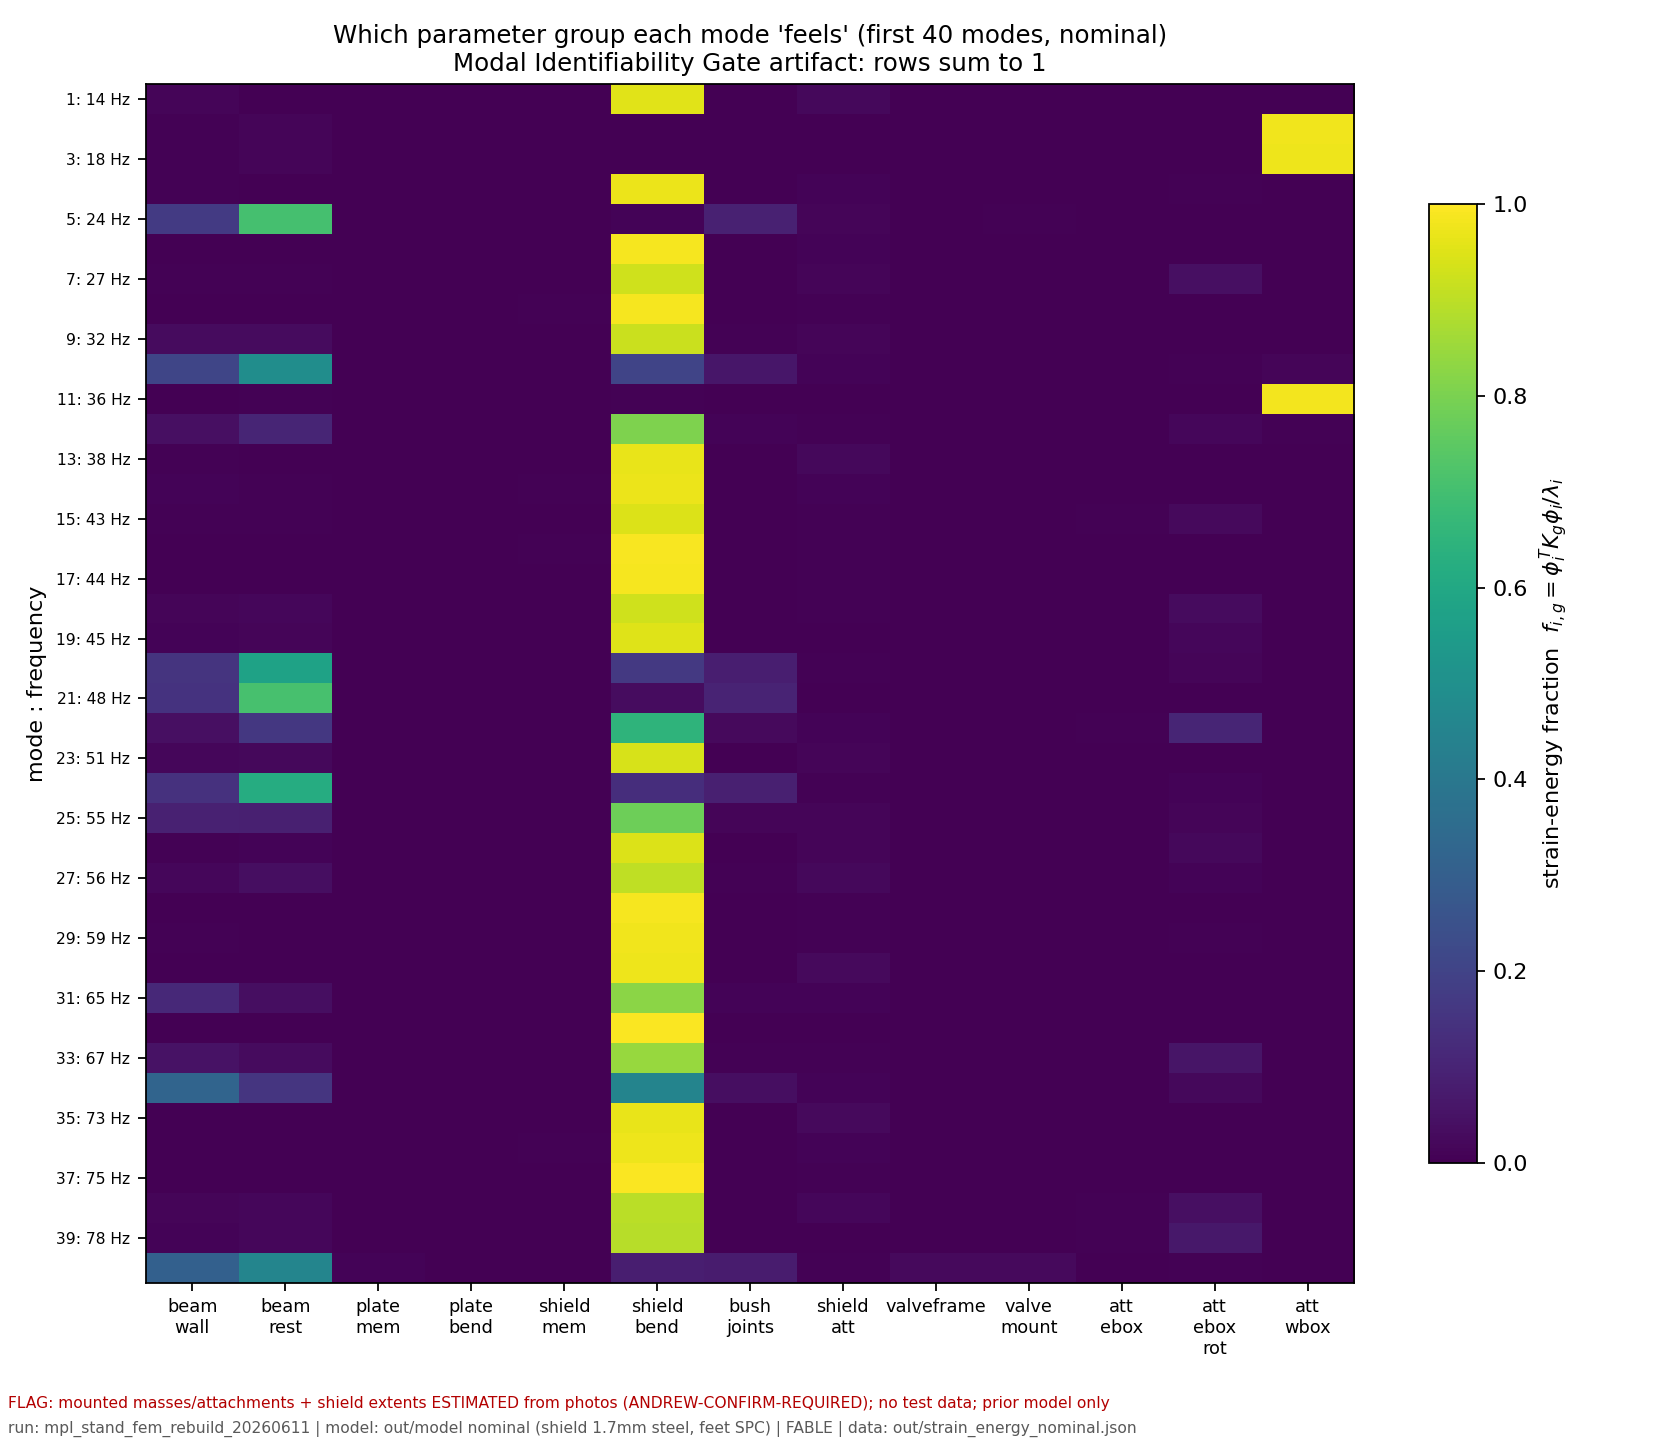 Which parameter group each mode 'feels' (first 40 modes, nominal)
Modal Identifiability Gate artifact: rows sum to 1
mode : frequency
1: 14 Hz
3: 18 Hz
5: 24 Hz
7: 27 Hz
9: 32 Hz
11: 36 Hz
13: 38 Hz
15: 43 Hz
17: 44 Hz
19: 45 Hz
21: 48 Hz
23: 51 Hz
25: 55 Hz
27: 56 Hz
29: 59 Hz
31: 65 Hz
33: 67 Hz
35: 73 Hz
37: 75 Hz
39: 78 Hz
beam
wall
beam
rest
plate
mem
plate
bend
shield
mem
shield
bend
bush
joints
shield
att
valveframe
valve
mount
att
ebox
att
ebox
rot
att
wbox
1.0
0.8
0.6
0.4
0.2
0.0
strain-energy fraction f_{i,g} = ϕ_i^T K_g ϕ_i/λ_i
FLAG: mounted masses/attachments + shield extents ESTIMATED from photos (ANDREW-CONFIRM-REQUIRED); no test data; prior model only
run: mpl_stand_fem_rebuild_20260611 | model: out/model nominal (shield 1.7mm steel, feet SPC) | FABLE | data: out/strain_energy_nominal.json